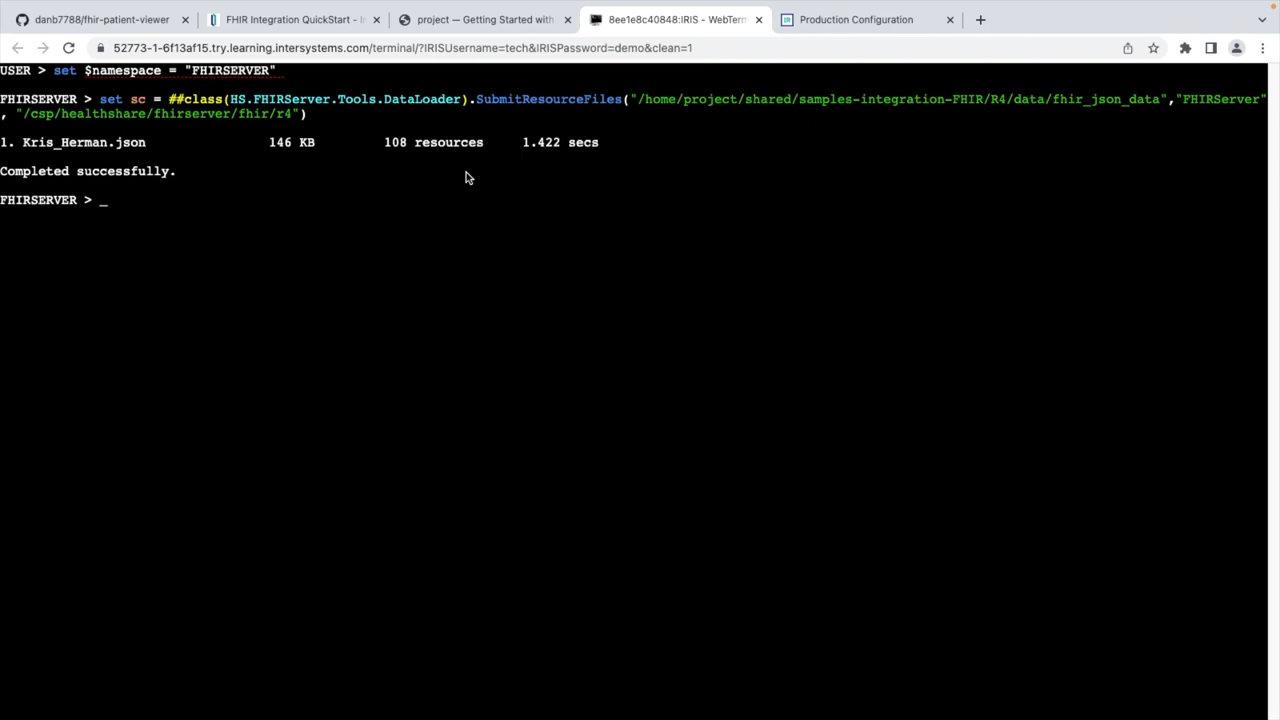 danb7788/fhir-patient-viewer
FHIR Integration QuickStart - In
project — Getting Started with
8ee1e8c40848:IRIS - WebTerm
Production Configuration
52773-1-6f13af15.try.learning.intersystems.com/terminal/?IRISUsername=tech&IRISPassword=demo&clean=1
USER > set $namespace = "FHIRSERVER"
FHIRSERVER > set sc = ##class(HS.FHIRServer.Tools.DataLoader).SubmitResourceFiles("/home/project/shared/samples-integration-FHIR/R4/data/fhir_json_data","FHIRServer"
, "/csp/healthshare/fhirserver/fhir/r4")
1. Kris_Herman.json 146 KB 108 resources 1.422 secs
Completed successfully.
FHIRSERVER > _